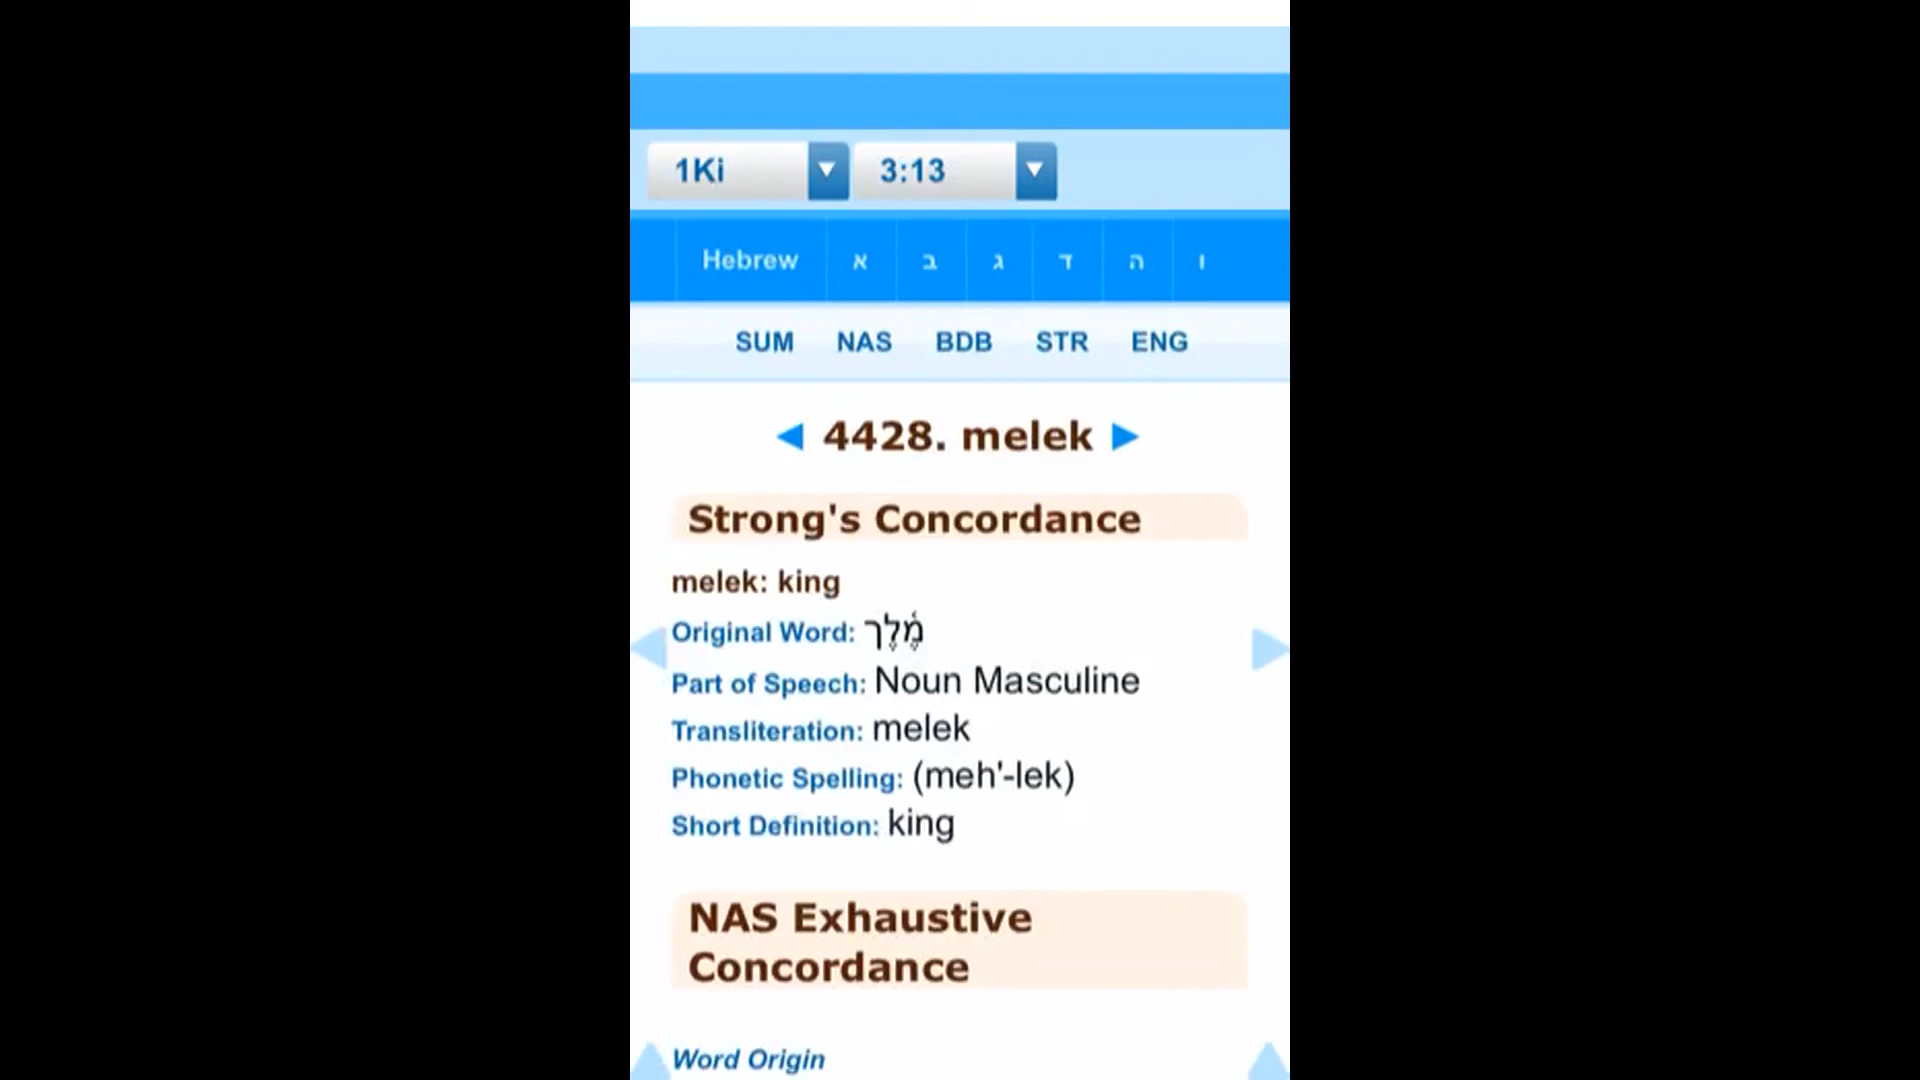 1Ki 3:13
Hebrew א ב ג ד ה ו
SUM NAS BDB STR ENG
4428. melek
Strong's Concordance
melek: king
Original Word: מֶ֫לֶך
Part of Speech: Noun Masculine
Transliteration: melek
Phonetic Spelling: (meh'-lek)
Short Definition: king
NAS Exhaustive
Concordance
Word Origin